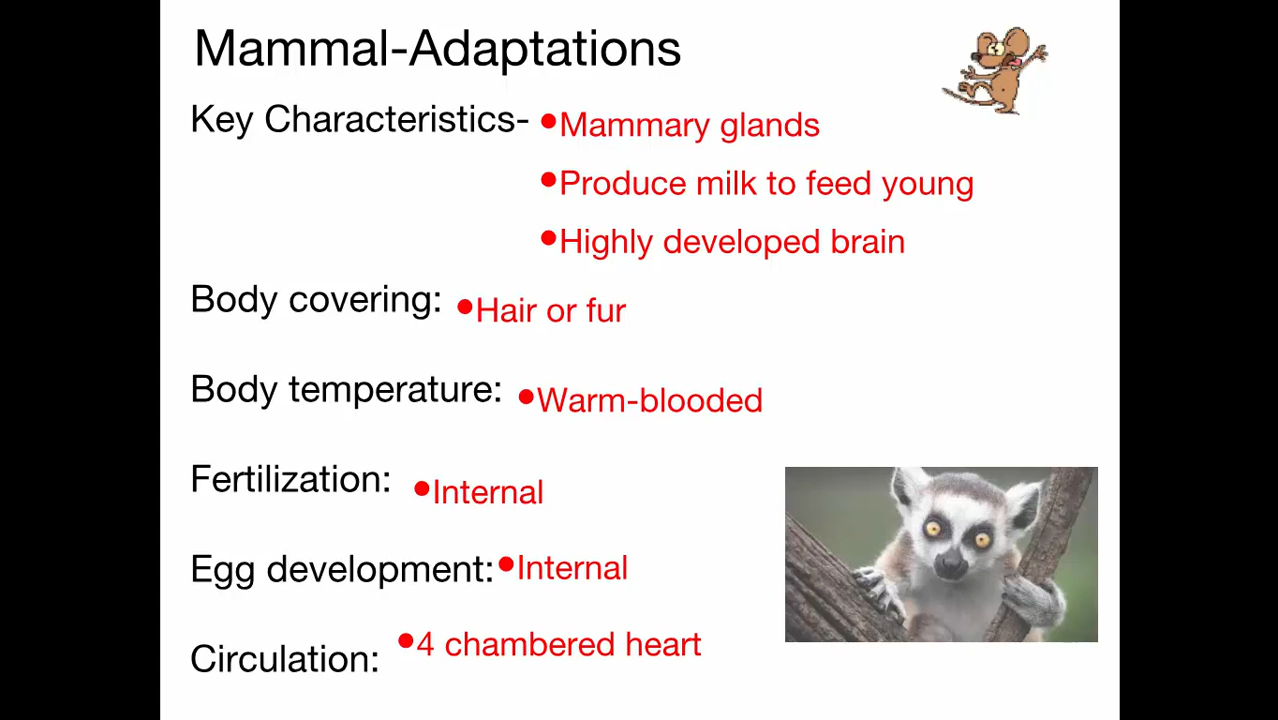 Mammal-Adaptations
Key Characteristics- •Mammary glands
•Produce milk to feed young
•Highly developed brain
Body covering: •Hair or fur
Body temperature: •Warm-blooded
Fertilization: •Internal
Egg development: •Internal
Circulation: •4 chambered heart